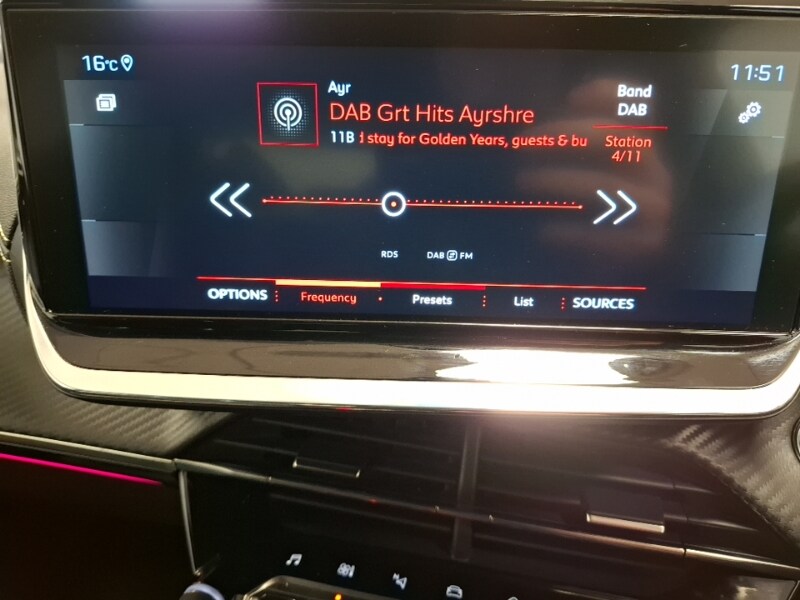 16°C
11:51
Ayr
DAB Grt Hits Ayrshre
11B d stay for Golden Years, guests & bu
Band
DAB
Station
4/11
RDS DAB FM
OPTIONS Frequency Presets List SOURCES